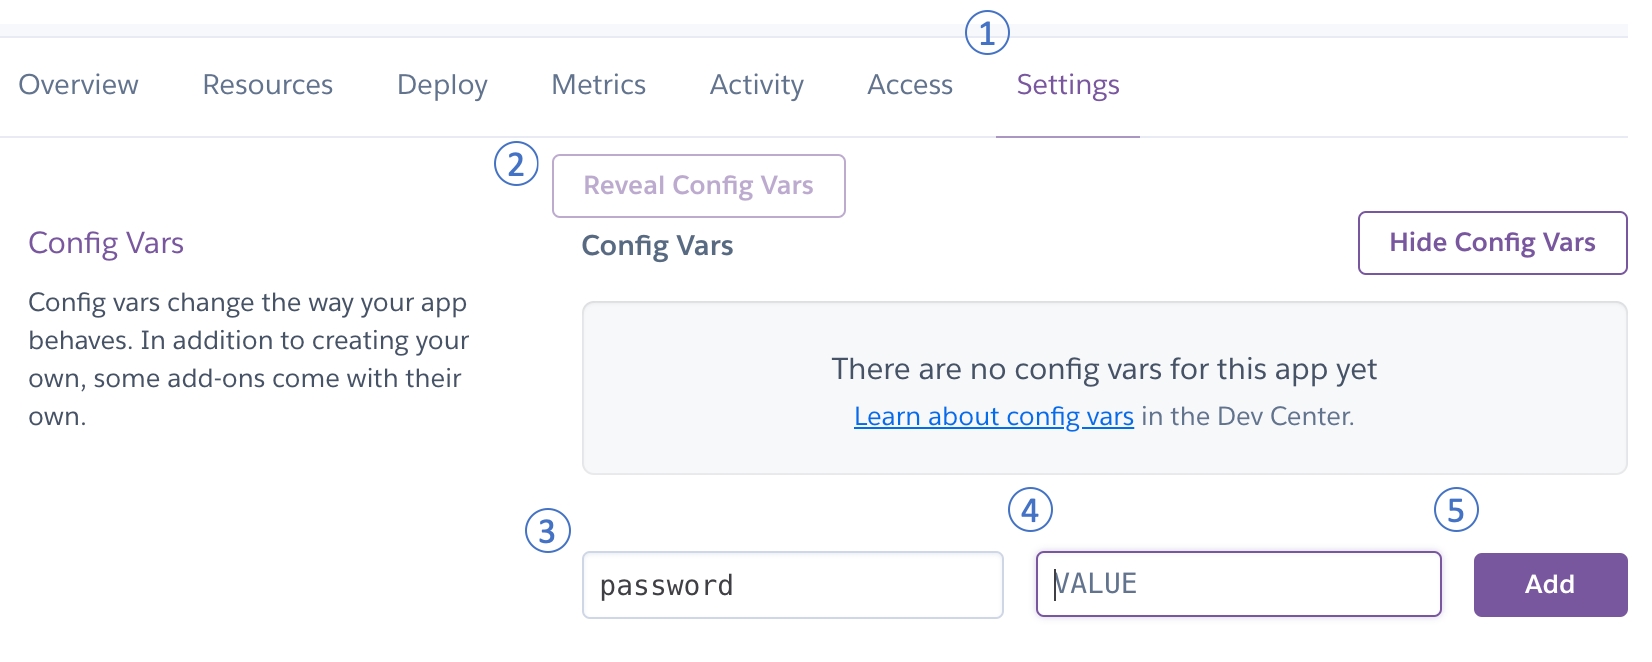 ①
Overview Resources Deploy Metrics Activity Access Settings
② Reveal Config Vars
Config Vars
Config vars change the way your app
behaves. In addition to creating your
own, some add-ons come with their
own.
Config Vars
Hide Config Vars
There are no config vars for this app yet
Learn about config vars in the Dev Center.
③ password
④ VALUE
⑤ Add